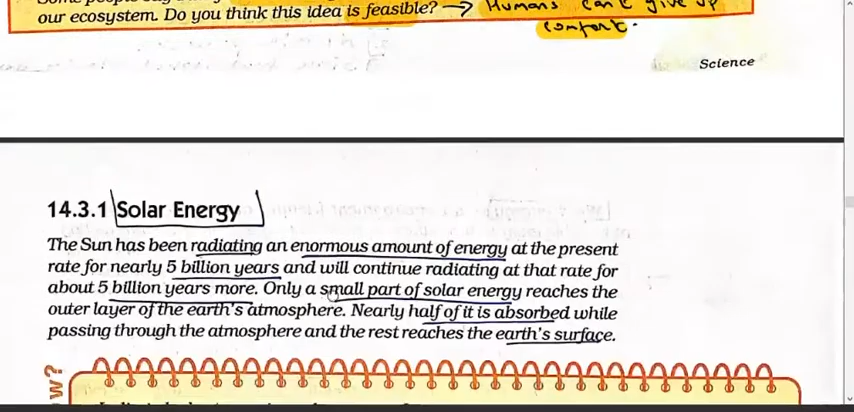 our ecosystem. Do you think this idea is feasible? → Humans can't give up
comfort.
Science
14.3.1 Solar Energy
The Sun has been radiating an enormous amount of energy at the present
rate for nearly 5 billion years and will continue radiating at that rate for
about 5 billion years more. Only a small part of solar energy reaches the
outer layer of the earth's atmosphere. Nearly half of it is absorbed while
passing through the atmosphere and the rest reaches the earth's surface.